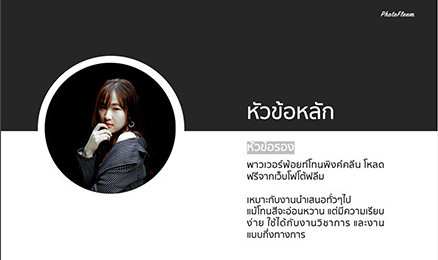 PhotoFleem
หัวข้อหลัก
หัวข้อรอง
พาวเวอร์พ้อยท์โทนพิงค์คลีน โหลด
ฟรีจากเว็บโฟโต้ฟลีม
เหมาะกับงานนำเสนอทั่วๆไป
แม้โทนสีจะอ่อนหวาน แต่มีความเรียบ
ง่าย ใช้ได้กับงานวิชาการ และงาน
แบบกึ่งทางการ